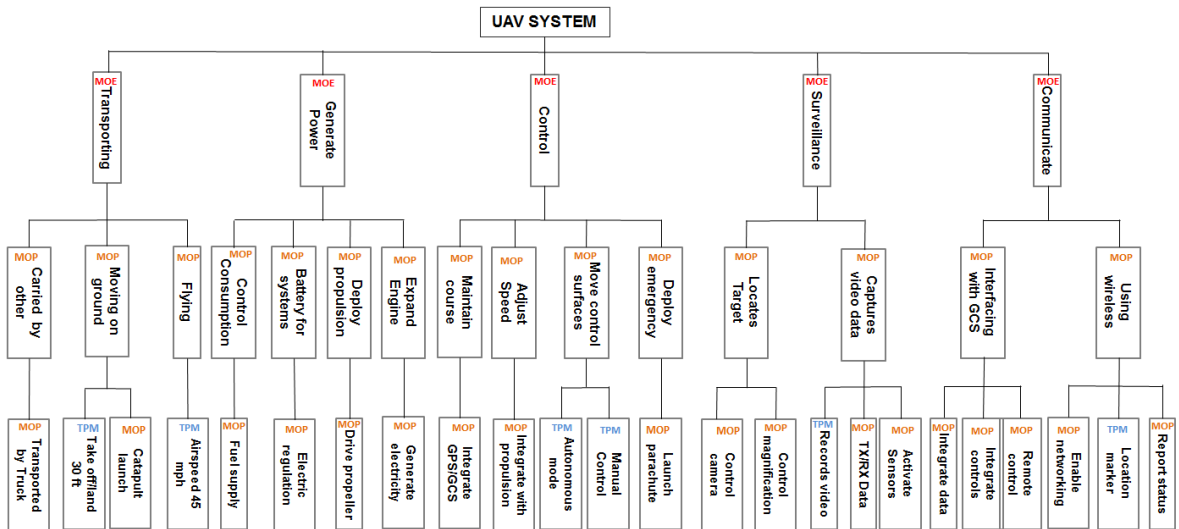 UAV SYSTEM
MOE
Transporting
MOE
Generate
Power
MOE
Control
MOE
Surveillance
MOE
Communicate
MOP
Carried by
other
MOP
Moving on
ground
MOP
Flying
MOP
Control
Consumption
MOP
Battery for
systems
MOP
Deploy
propulsion
MOP
Expand
Engine
MOP
Maintain
course
MOP
Adjust
Speed
MOP
Move control
surfaces
MOP
Deploy
emergency
MOP
Locates
Target
MOP
Captures
video data
MOP
Interfacing
with GCS
MOP
Using
wireless
MOP
Transported
by Truck
TPM
Take off/land
30 ft
MOP
Catapult
launch
TPM
Airspeed 45
mph
MOP
Fuel supply
MOP
Electric
regulation
MOP
Drive propeller
MOP
Generate
electricity
MOP
Integrate
GPS/GCS
MOP
Integrate with
propulsion
TPM
Autonomous
mode
TPM
Manual
Control
MOP
Launch
parachute
MOP
Control
camera
MOP
Control
magnification
TPM
Records video
MOP
TX/RX Data
MOP
Activate
Sensors
MOP
Integrate data
MOP
Integrate
controls
MOP
Remote
control
MOP
Enable
networking
TPM
Location
marker
MOP
Report status